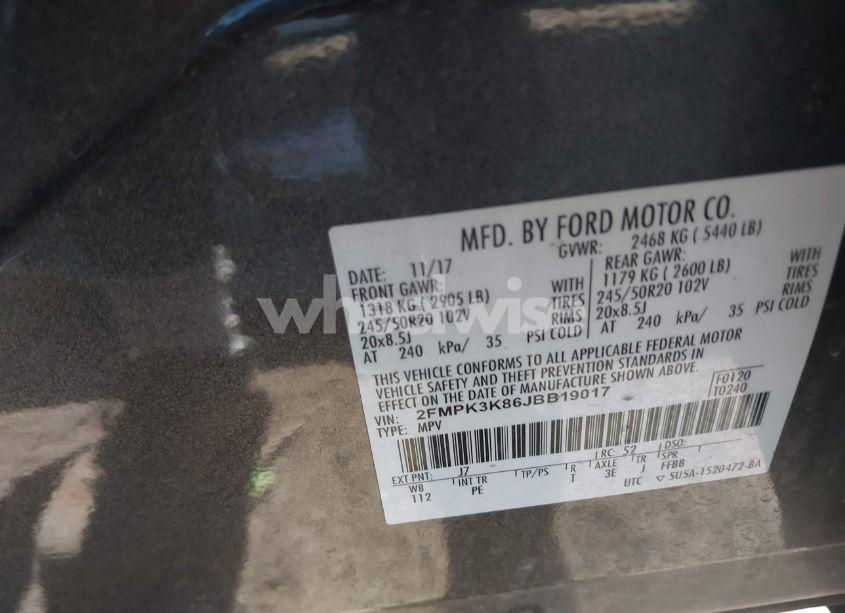 MFD. BY FORD MOTOR CO.
DATE: 11/17 GVWR: 2468 KG ( 5440 LB)
FRONT GAWR: REAR GAWR:
1318 KG ( 2905 LB) WITH 1179 KG ( 2600 LB) WITH
245/50R20 102V TIRES 245/50R20 102V TIRES
20x8.5J RIMS 20x8.5J RIMS
AT 240 kPa/ 35 PSI COLD AT 240 kPa/ 35 PSI COLD
THIS VEHICLE CONFORMS TO ALL APPLICABLE FEDERAL MOTOR
VEHICLE SAFETY AND THEFT PREVENTION STANDARDS IN
EFFECT ON THE DATE OF MANUFACTURE SHOWN ABOVE.
VIN: 2FMPK3K86JBB19017 F0120
TYPE: MPV T0240
EXT PNT: J7 RC: 52 DSO:
WB INT TR TP/PS R AXLE TR SPR
112 PE T 3E J FFBB
UTC ▽ 5U5A-1520472-BA